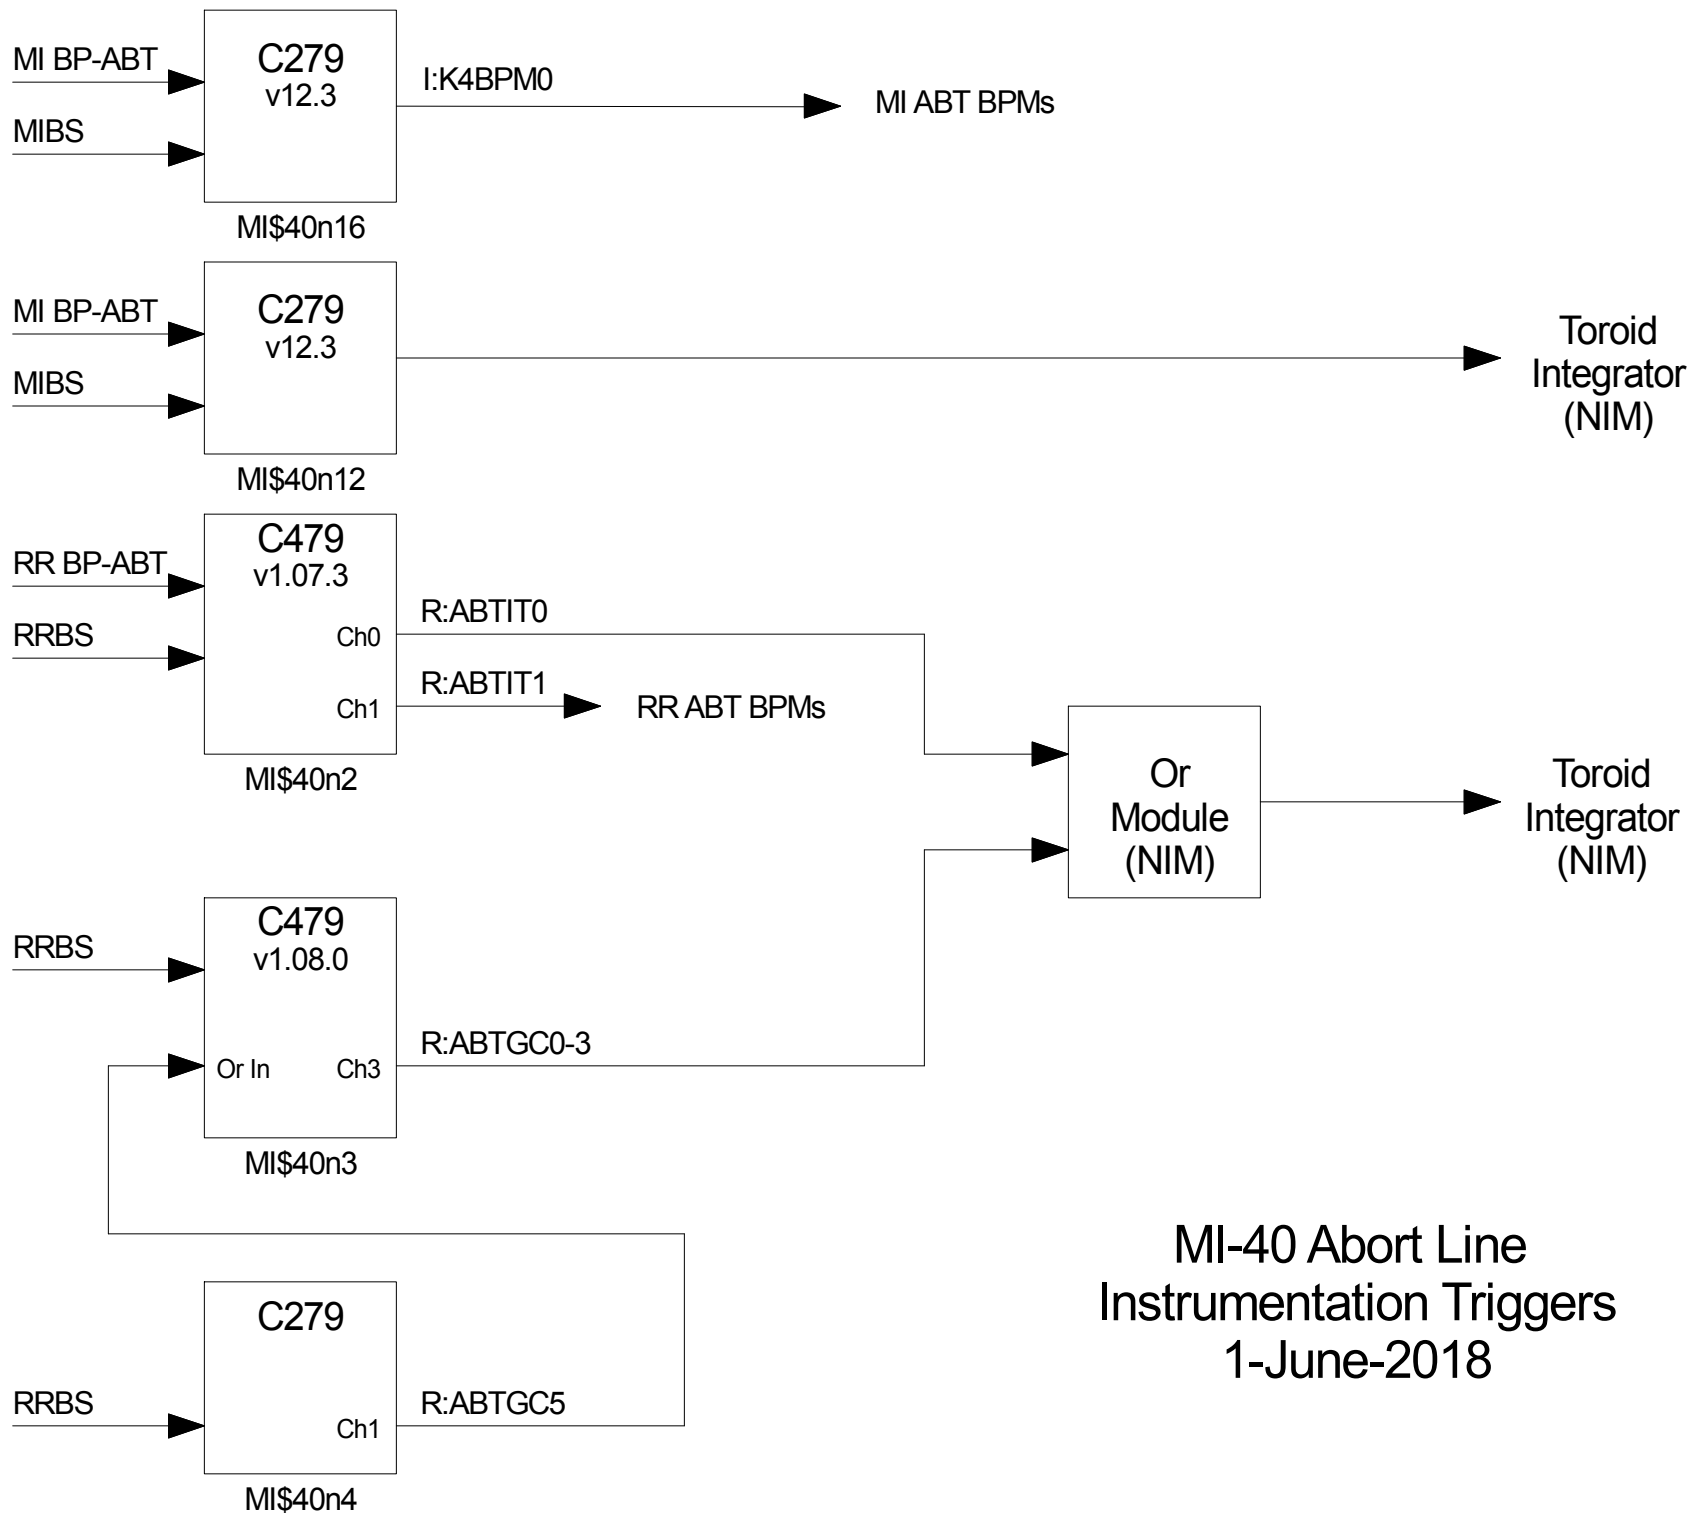 MI BP-ABT
MIBS
C279
v12.3
I:K4BPM0
MI ABT BPMs
MI$40n16
MI BP-ABT
MIBS
C279
v12.3
Toroid
Integrator
(NIM)
MI$40n12
RR BP-ABT
RRBS
C479
v1.07.3
Ch0
Ch1
R:ABTIT0
R:ABTIT1
RR ABT BPMs
MI$40n2
Or
Module
(NIM)
Toroid
Integrator
(NIM)
RRBS
C479
v1.08.0
Or In
Ch3
R:ABTGC0-3
MI$40n3
RRBS
C279
Ch1
R:ABTGC5
MI$40n4
MI-40 Abort Line
Instrumentation Triggers
1-June-2018